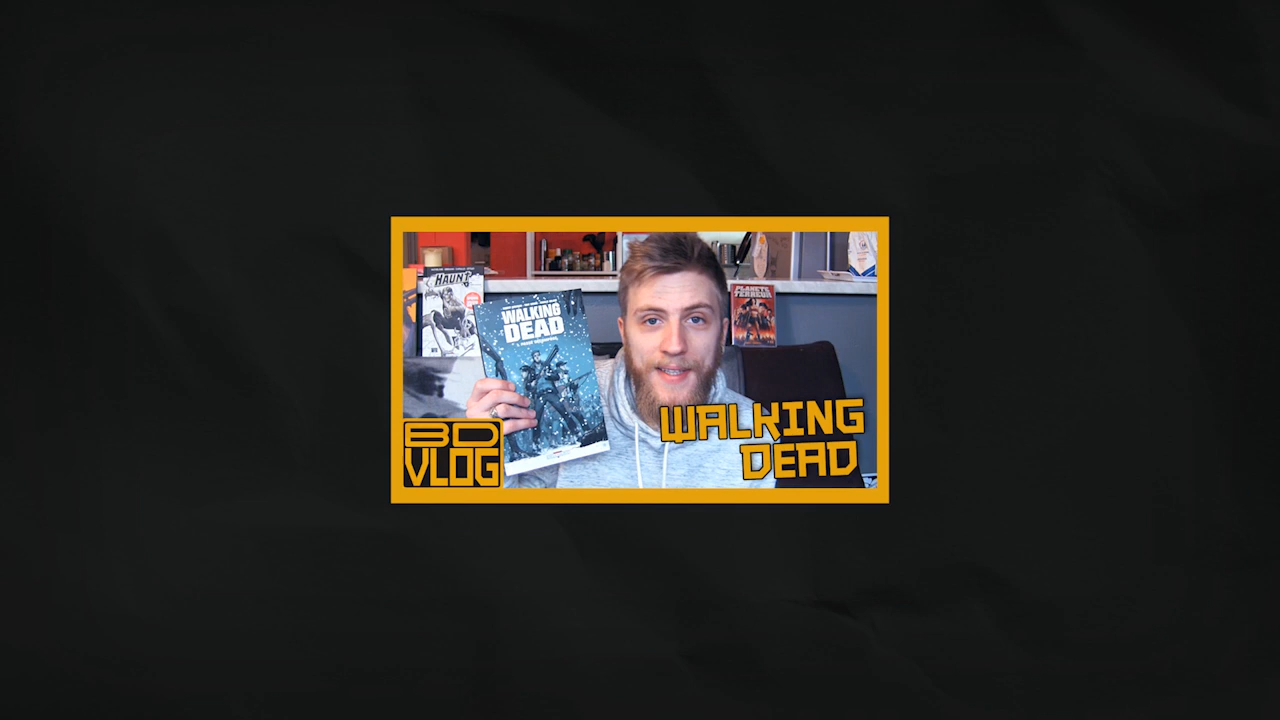 HAUNT
WALKING
DEAD
PLANETE
TERREUR
BD
VLOG
WALKING
DEAD